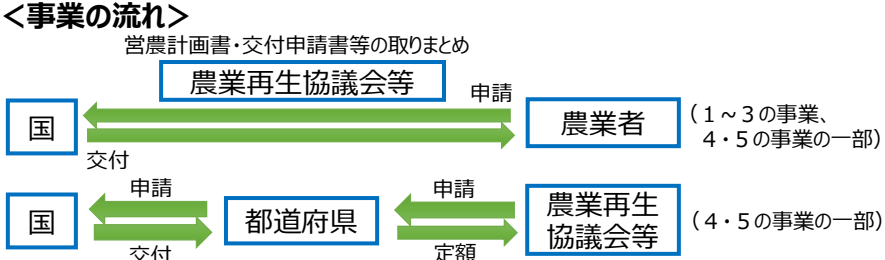 ＜事業の流れ＞
営農計画書・交付申請書等の取りまとめ
農業再生協議会等
申請
国
農業者
（１～３の事業、
４・５の事業の一部）
交付
申請
申請
国
都道府県
農業再生
協議会等
（４・５の事業の一部）
交付
定額